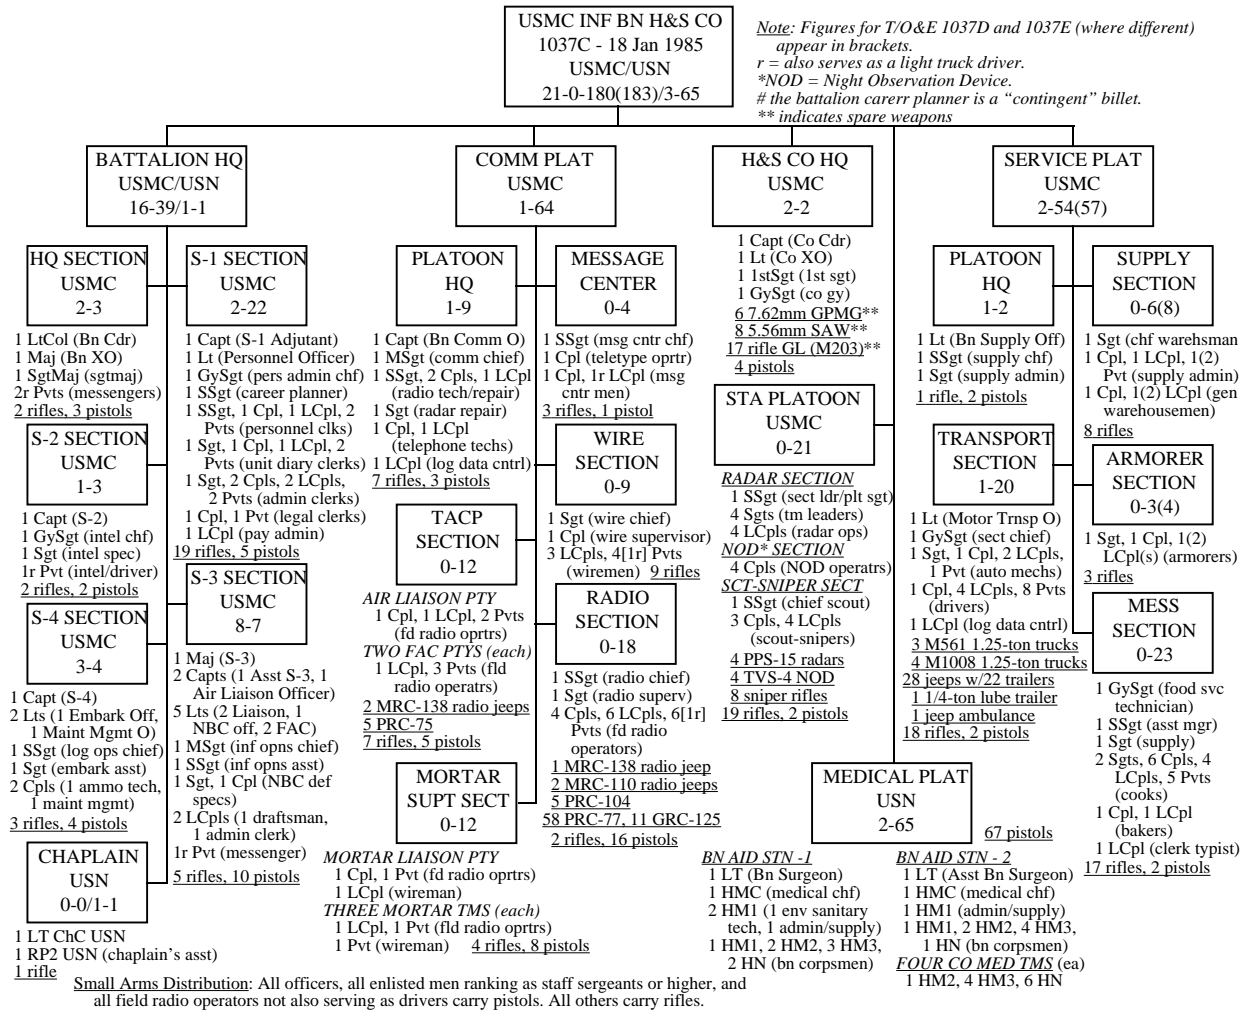 USMC INF BN H&S CO
1037C - 18 Jan 1985
USMC/USN
21-0-180(183)/3-65
Note: Figures for T/O&E 1037D and 1037E (where different)
appear in brackets.
r = also serves as a light truck driver.
*NOD = Night Observation Device.
# the battalion carerr planner is a “contingent” billet.
** indicates spare weapons
BATTALION HQ
USMC/USN
16-39/1-1
HQ SECTION
USMC
2-3
1 LtCol (Bn Cdr)
1 Maj (Bn XO)
1 SgtMaj (sgtmaj)
2r Pvts (messengers)
2 rifles, 3 pistols
S-2 SECTION
USMC
1-3
1 Capt (S-2)
1 GySgt (intel chf)
1 Sgt (intel spec)
1r Pvt (intel/driver)
2 rifles, 2 pistols
S-4 SECTION
USMC
3-4
1 Capt (S-4)
2 Lts (1 Embark Off,
1 Maint Mgmt O)
1 SSgt (log ops chief)
1 Sgt (embark asst)
2 Cpls (1 ammo tech,
1 maint mgmt)
3 rifles, 4 pistols
CHAPLAIN
USN
0-0/1-1
1 LT ChC USN
1 RP2 USN (chaplain’s asst)
1 rifle
S-1 SECTION
USMC
2-22
1 Capt (S-1 Adjutant)
1 Lt (Personnel Officer)
1 GySgt (pers admin chf)
1 SSgt (career planner)
1 SSgt, 1 Cpl, 1 LCpl, 2
Pvts (personnel clks)
1 Sgt, 1 Cpl, 1 LCpl, 2
Pvts (unit diary clerks)
1 Sgt, 2 Cpls, 2 LCpls,
2 Pvts (admin clerks)
1 Cpl, 1 Pvt (legal clerks)
1 LCpl (pay admin)
19 rifles, 5 pistols
S-3 SECTION
USMC
8-7
1 Maj (S-3)
2 Capts (1 Asst S-3, 1
Air Liaison Officer)
5 Lts (2 Liaison, 1
NBC off, 2 FAC)
1 MSgt (inf opns chief)
1 SSgt (inf opns asst)
1 Sgt, 1 Cpl (NBC def
specs)
2 LCpls (1 draftsman,
1 admin clerk)
1r Pvt (messenger)
5 rifles, 10 pistols
COMM PLAT
USMC
1-64
PLATOON
HQ
1-9
1 Capt (Bn Comm O)
1 MSgt (comm chief)
1 SSgt, 2 Cpls, 1 LCpl
(radio tech/repair)
1 Sgt (radar repair)
1 Cpl, 1 LCpl
(telephone techs)
1 LCpl (log data cntrl)
7 rifles, 3 pistols
TACP
SECTION
0-12
AIR LIAISON PTY
1 Cpl, 1 LCpl, 2 Pvts
(fd radio oprtrs)
TWO FAC PTYS (each)
1 LCpl, 3 Pvts (fld
radio operatrs)
2 MRC-138 radio jeeps
5 PRC-75
7 rifles, 5 pistols
MORTAR
SUPT SECT
0-12
MORTAR LIAISON PTY
1 Cpl, 1 Pvt (fd radio oprtrs)
1 LCpl (wireman)
THREE MORTAR TMS (each)
1 LCpl, 1 Pvt (fld radio oprtrs)
1 Pvt (wireman) 4 rifles, 8 pistols
MESSAGE
CENTER
0-4
1 SSgt (msg cntr chf)
1 Cpl (teletype oprtr)
1 Cpl, 1r LCpl (msg
cntr men)
3 rifles, 1 pistol
WIRE
SECTION
0-9
1 Sgt (wire chief)
1 Cpl (wire supervisor)
3 LCpls, 4[1r] Pvts
(wiremen) 9 rifles
RADIO
SECTION
0-18
1 SSgt (radio chief)
1 Sgt (radio superv)
4 Cpls, 6 LCpls, 6[1r]
Pvts (fd radio
operators)
1 MRC-138 radio jeep
2 MRC-110 radio jeeps
5 PRC-104
58 PRC-77, 11 GRC-125
2 rifles, 16 pistols
H&S CO HQ
USMC
2-2
1 Capt (Co Cdr)
1 Lt (Co XO)
1 1stSgt (1st sgt)
1 GySgt (co gy)
6 7.62mm GPMG**
8 5.56mm SAW**
17 rifle GL (M203)**
4 pistols
STA PLATOON
USMC
0-21
RADAR SECTION
1 SSgt (sect ldr/plt sgt)
4 Sgts (tm leaders)
4 LCpls (radar ops)
NOD* SECTION
4 Cpls (NOD operatrs)
SCT-SNIPER SECT
1 SSgt (chief scout)
3 Cpls, 4 LCpls
(scout-snipers)
4 PPS-15 radars
4 TVS-4 NOD
8 sniper rifles
19 rifles, 2 pistols
MEDICAL PLAT
USN
2-65
67 pistols
BN AID STN -1
1 LT (Bn Surgeon)
1 HMC (medical chf)
2 HM1 (1 env sanitary
tech, 1 admin/supply)
1 HM1, 2 HM2, 3 HM3,
2 HN (bn corpsmen)
BN AID STN - 2
1 LT (Asst Bn Surgeon)
1 HMC (medical chf)
1 HM1 (admin/supply)
1 HM1, 2 HM2, 4 HM3,
1 HN (bn corpsmen)
FOUR CO MED TMS (ea)
1 HM2, 4 HM3, 6 HN
SERVICE PLAT
USMC
2-54(57)
PLATOON
HQ
1-2
1 Lt (Bn Supply Off)
1 SSgt (supply chf)
1 Sgt (supply admin)
1 rifle, 2 pistols
TRANSPORT
SECTION
1-20
1 Lt (Motor Trnsp O)
1 GySgt (sect chief)
1 Sgt, 1 Cpl, 2 LCpls,
1 Pvt (auto mechs)
1 Cpl, 4 LCpls, 8 Pvts
(drivers)
1 LCpl (log data cntrl)
3 M561 1.25-ton trucks
4 M1008 1.25-ton trucks
28 jeeps w/22 trailers
1 1/4-ton lube trailer
1 jeep ambulance
18 rifles, 2 pistols
SUPPLY
SECTION
0-6(8)
1 Sgt (chf warehsman
1 Cpl, 1 LCpl, 1(2)
Pvt (supply admin)
1 Cpl, 1(2) LCpl (gen
warehousemen)
8 rifles
ARMORER
SECTION
0-3(4)
1 Sgt, 1 Cpl, 1(2)
LCpl(s) (armorers)
3 rifles
MESS
SECTION
0-23
1 GySgt (food svc
technician)
1 SSgt (asst mgr)
1 Sgt (supply)
2 Sgts, 6 Cpls, 4
LCpls, 5 Pvts
(cooks)
1 Cpl, 1 LCpl
(bakers)
1 LCpl (clerk typist)
17 rifles, 2 pistols
Small Arms Distribution: All officers, all enlisted men ranking as staff sergeants or higher, and
all field radio operators not also serving as drivers carry pistols. All others carry rifles.